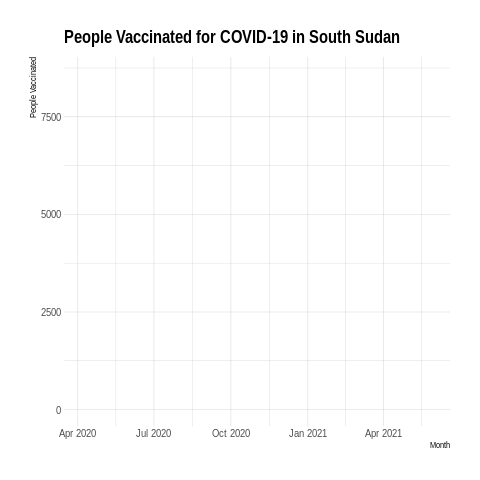 People Vaccinated for COVID-19 in South Sudan
People Vaccinated
7500
5000
2500
0
Apr 2020 Jul 2020 Oct 2020 Jan 2021 Apr 2021
Month